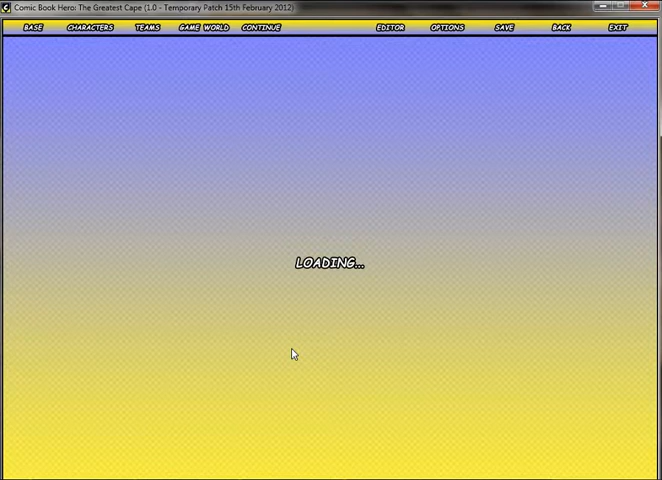 Comic Book Hero: The Greatest Cape (1.0 - Temporary Patch 15th February 2012)
BASE CHARACTERS TEAMS GAME WORLD CONTINUE EDITOR OPTIONS SAVE BACK EXIT
LOADING...